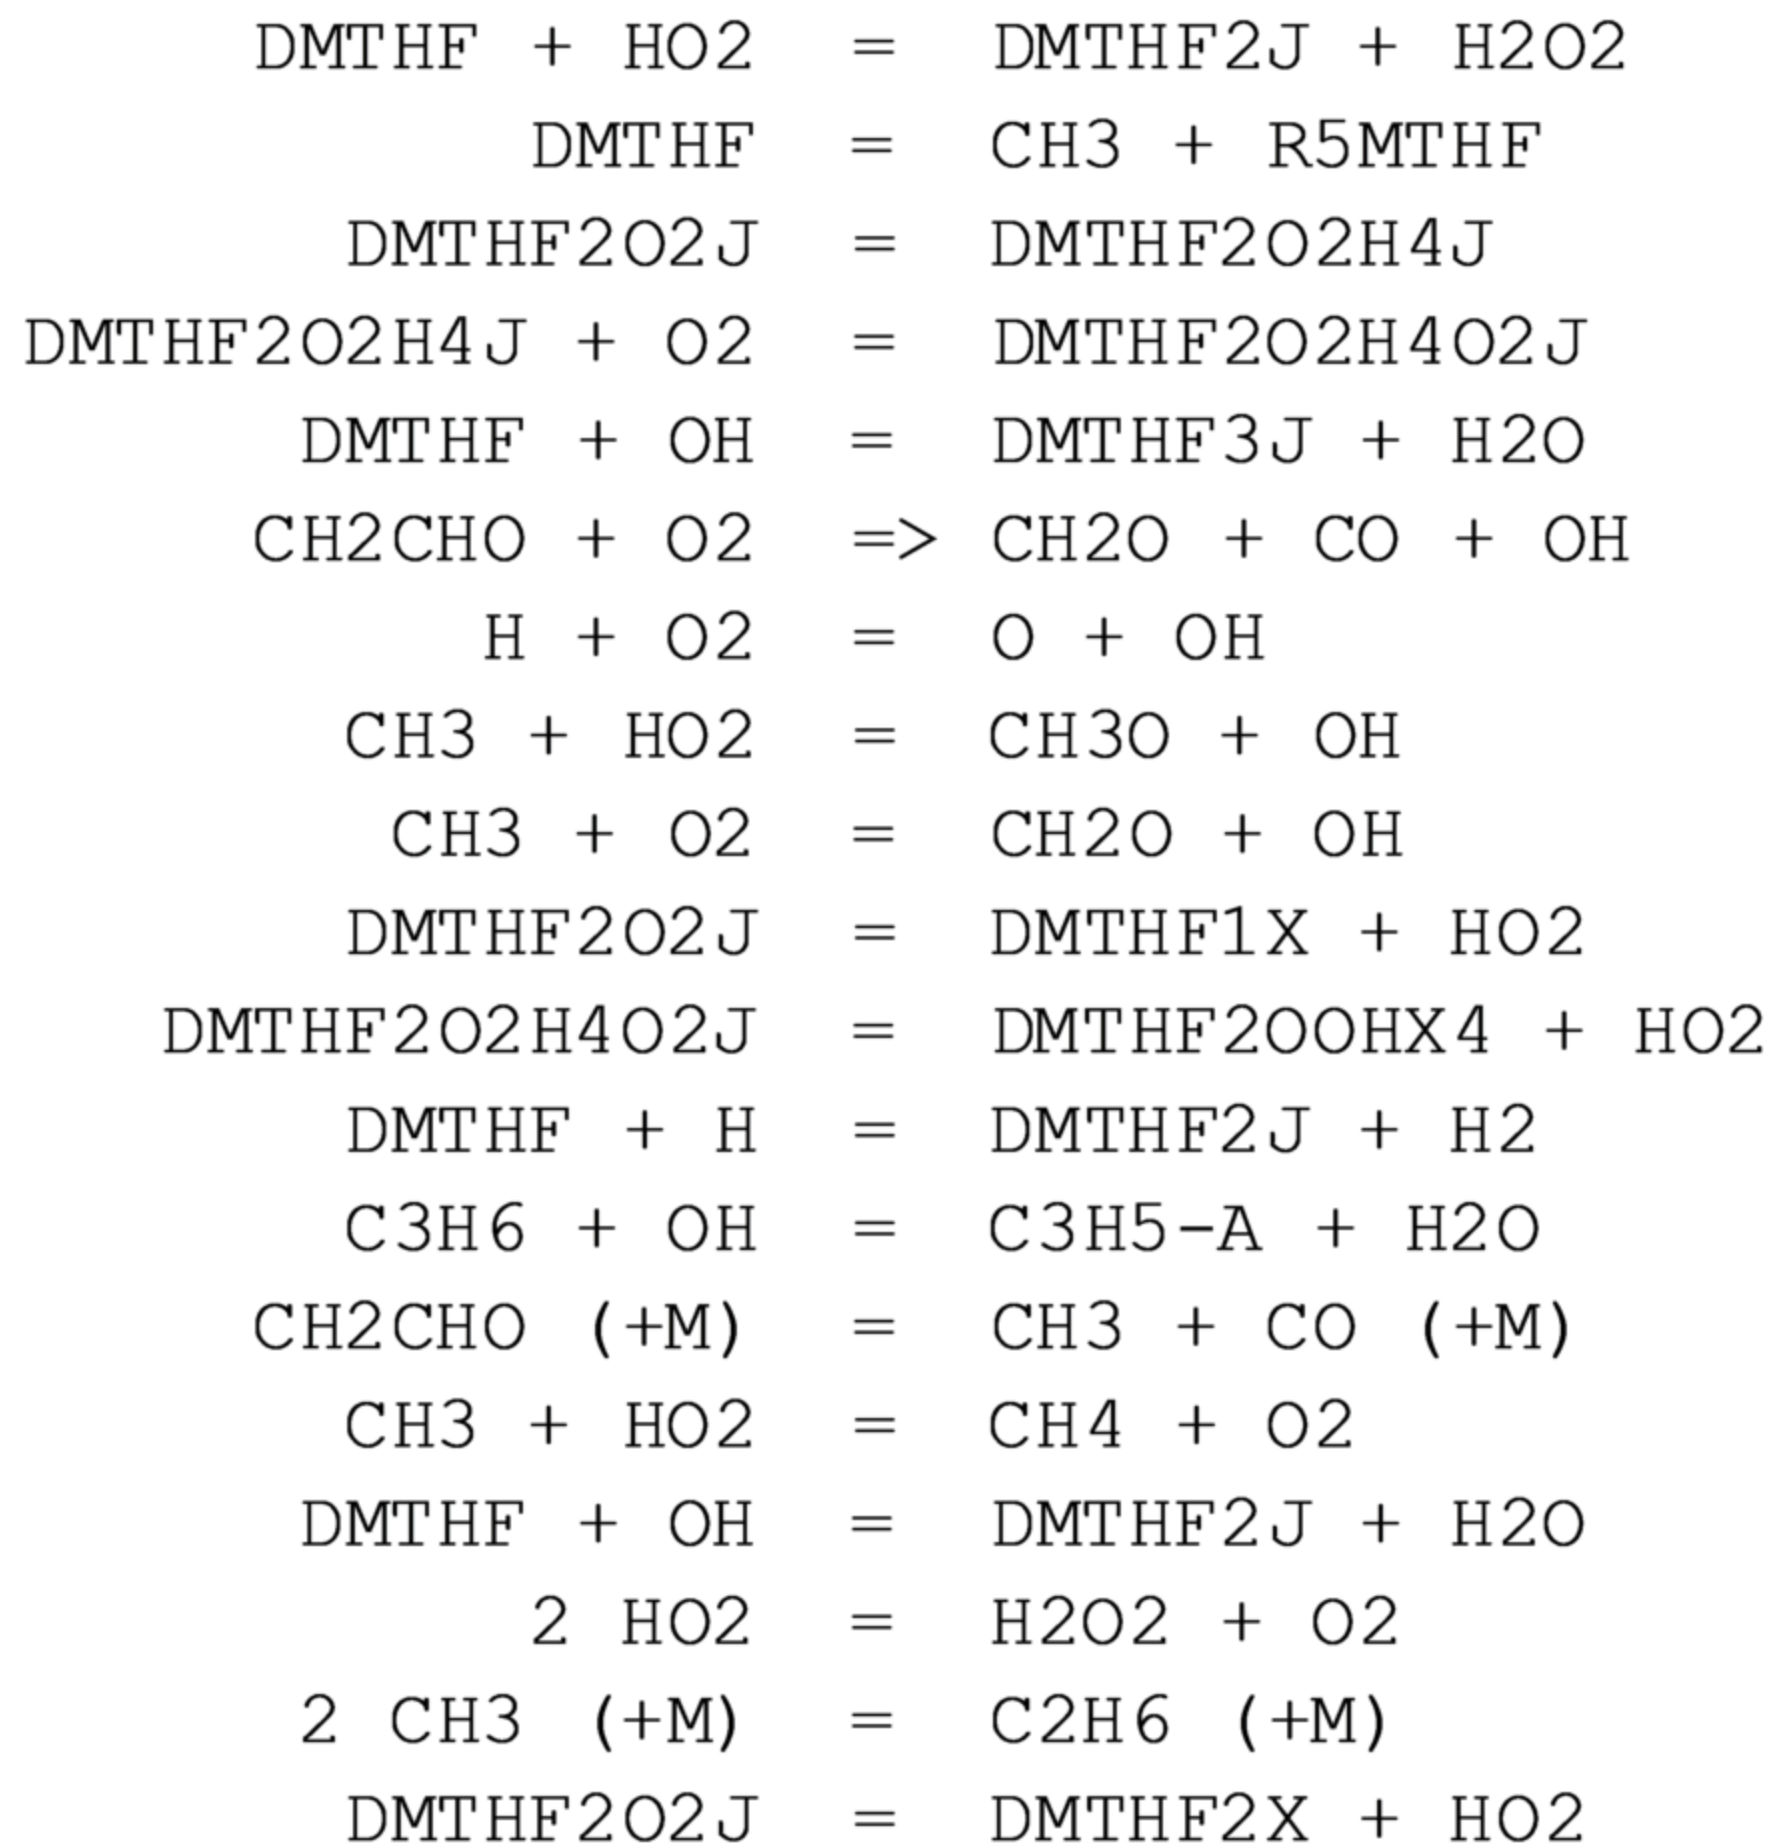 DMTHF + HO2 = DMTHF2J + H2O2
DMTHF = CH3 + R5MTHF
DMTHF2O2J = DMTHF2O2H4J
DMTHF2O2H4J + O2 = DMTHF2O2H4O2J
DMTHF + OH = DMTHF3J + H2O
CH2CHO + O2 => CH2O + CO + OH
H + O2 = O + OH
CH3 + HO2 = CH3O + OH
CH3 + O2 = CH2O + OH
DMTHF2O2J = DMTHF1X + HO2
DMTHF2O2H4O2J = DMTHF2OOHX4 + HO2
DMTHF + H = DMTHF2J + H2
C3H6 + OH = C3H5-A + H2O
CH2CHO (+M) = CH3 + CO (+M)
CH3 + HO2 = CH4 + O2
DMTHF + OH = DMTHF2J + H2O
2 HO2 = H2O2 + O2
2 CH3 (+M) = C2H6 (+M)
DMTHF2O2J = DMTHF2X + HO2